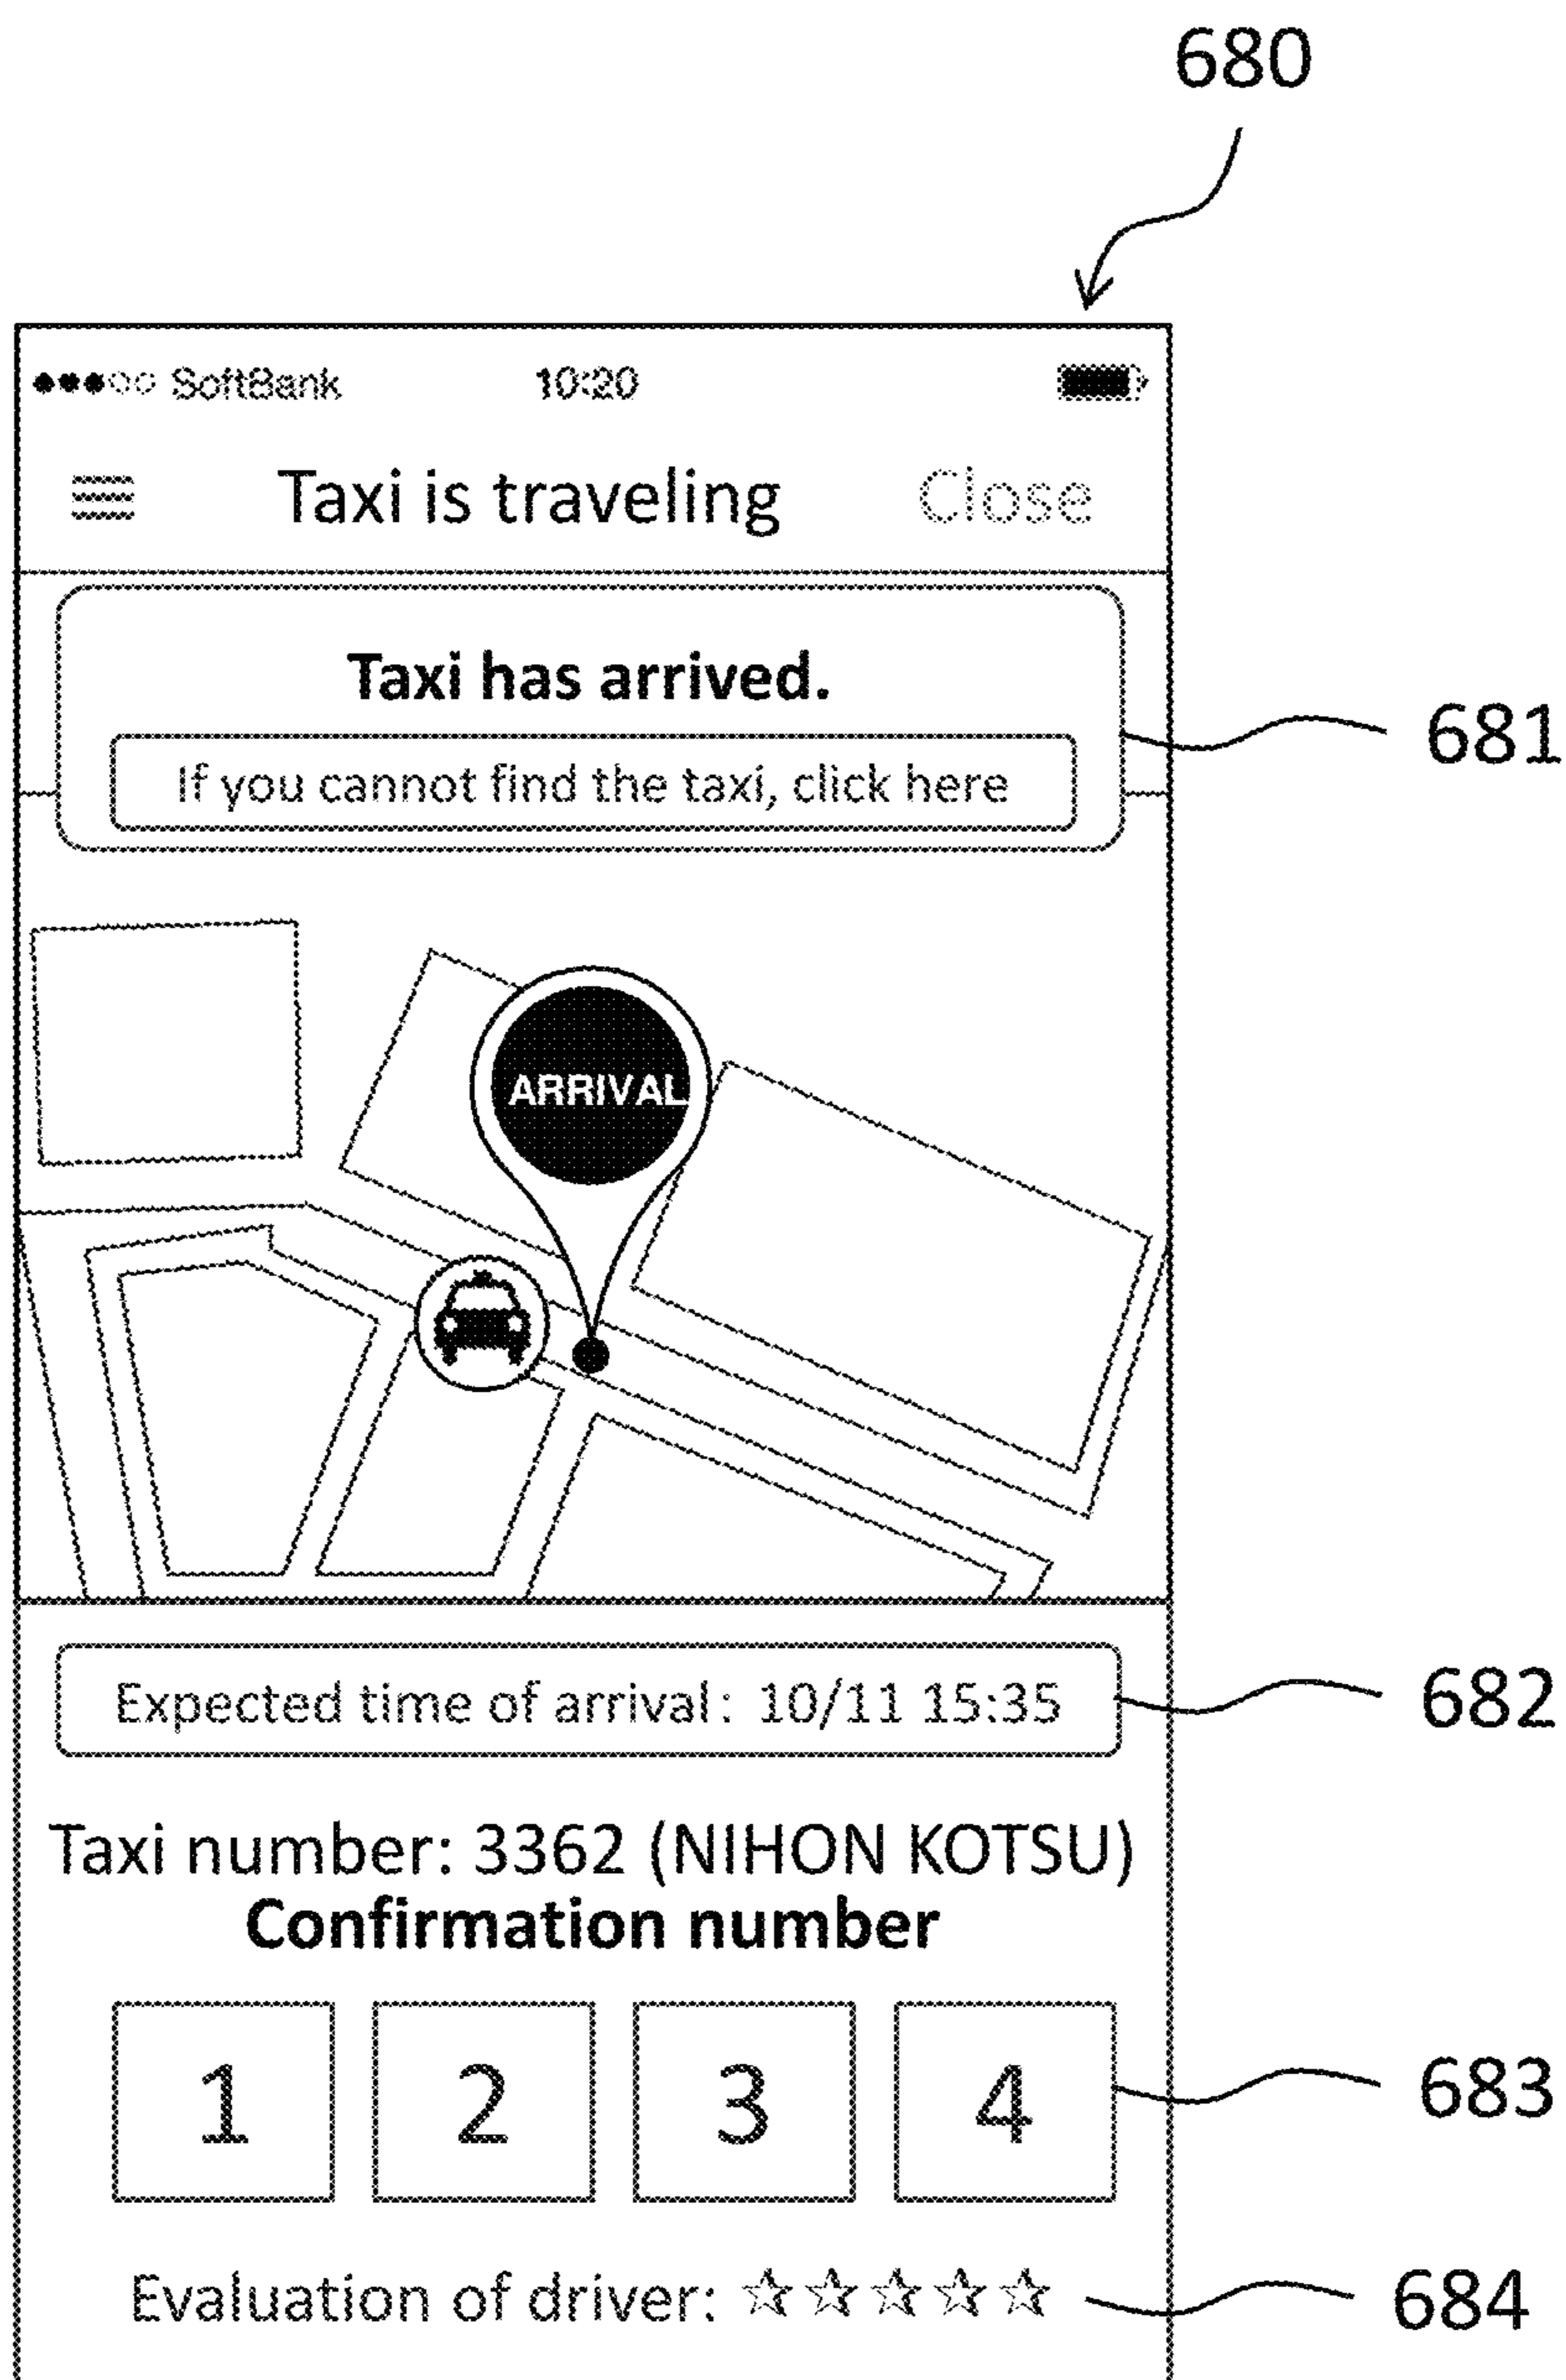 680
SoftBank 10:20
Taxi is traveling Close
Taxi has arrived.
681
If you cannot find the taxi, click here
ARRIVAL
Expected time of arrival: 10/11 15:35
682
Taxi number: 3362 (NIHON KOTSU)
Confirmation number
1 2 3 4
683
Evaluation of driver: ☆☆☆☆☆
684